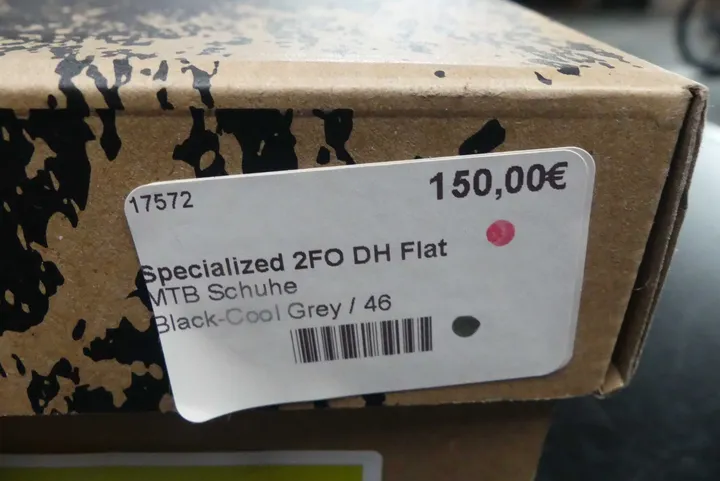 17572
150,00€
Specialized 2FO DH Flat
MTB Schuhe
Black-Cool Grey / 46